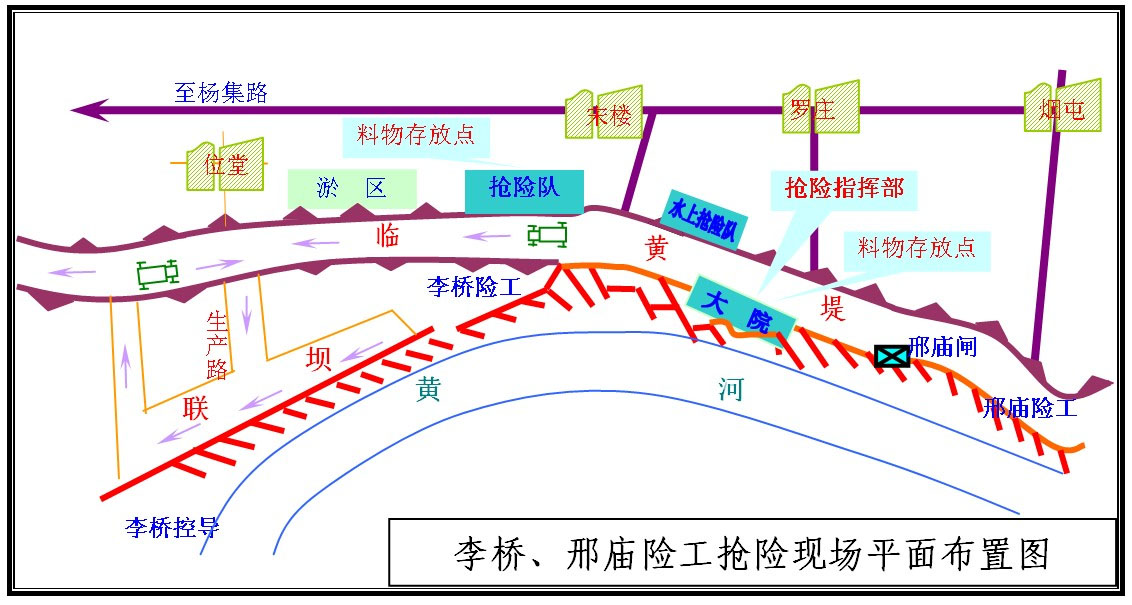 至杨集路
宋楼
罗庄
烟屯
料物存放点
位堂
淤 区
抢险队
抢险指挥部
水上抢险队
临 黄 堤
料物存放点
李桥险工
大 院
生产路
邢庙闸
联 坝
黄 河
邢庙险工
李桥控导
李桥、邢庙险工抢险现场平面布置图